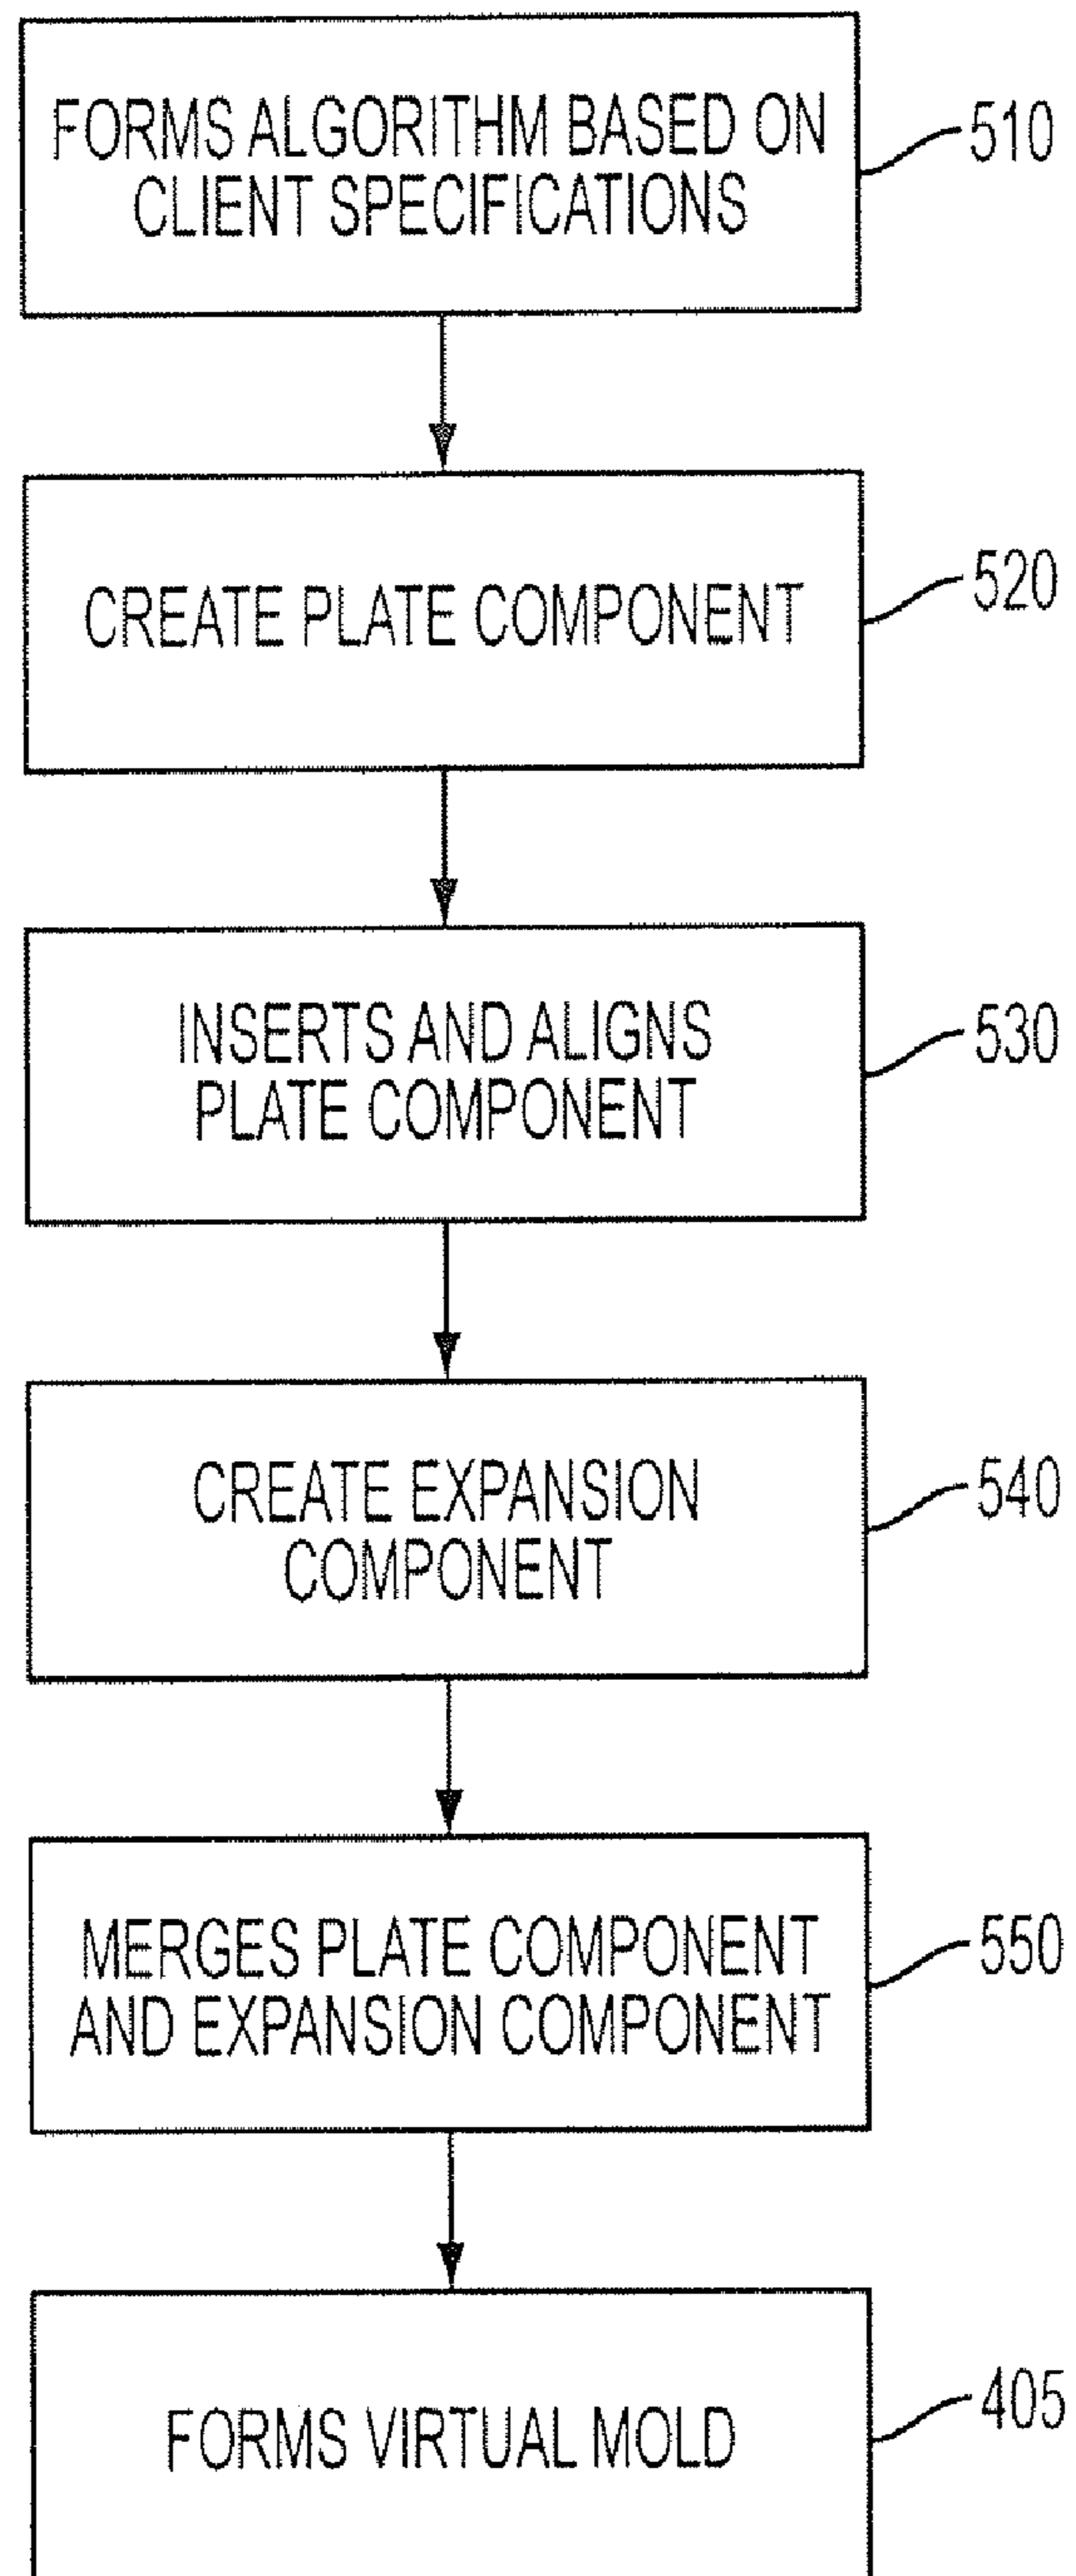 FORMS ALGORITHM BASED ON
CLIENT SPECIFICATIONS
510
CREATE PLATE COMPONENT
520
INSERTS AND ALIGNS
PLATE COMPONENT
530
CREATE EXPANSION
COMPONENT
540
MERGES PLATE COMPONENT
AND EXPANSION COMPONENT
550
FORMS VIRTUAL MOLD
405